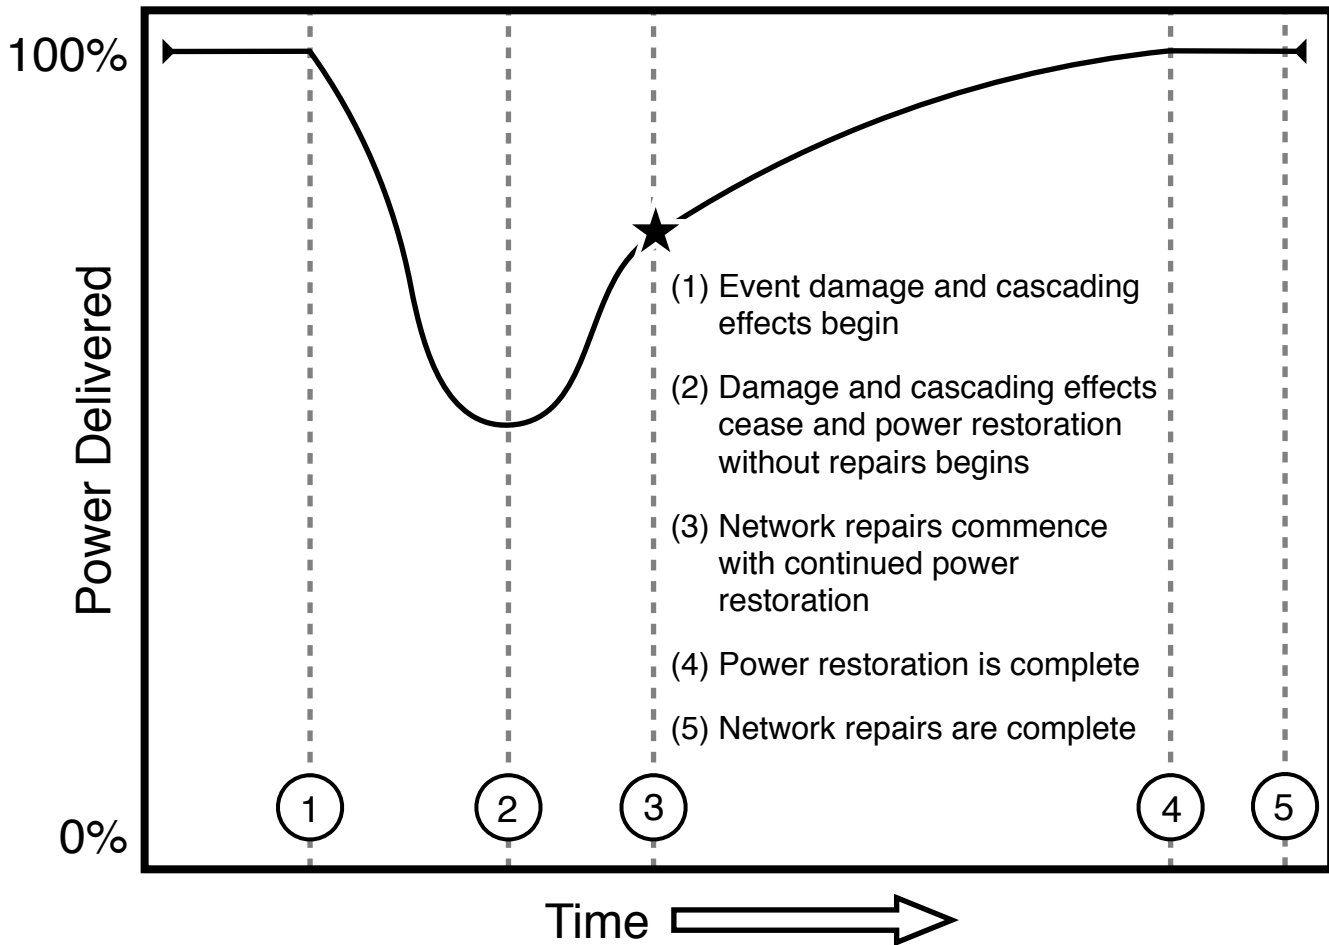 100%
Power Delivered
(1) Event damage and cascading
effects begin
(2) Damage and cascading effects
cease and power restoration
without repairs begins
(3) Network repairs commence
with continued power
restoration
(4) Power restoration is complete
(5) Network repairs are complete
1 2 3 4 5
0%
Time